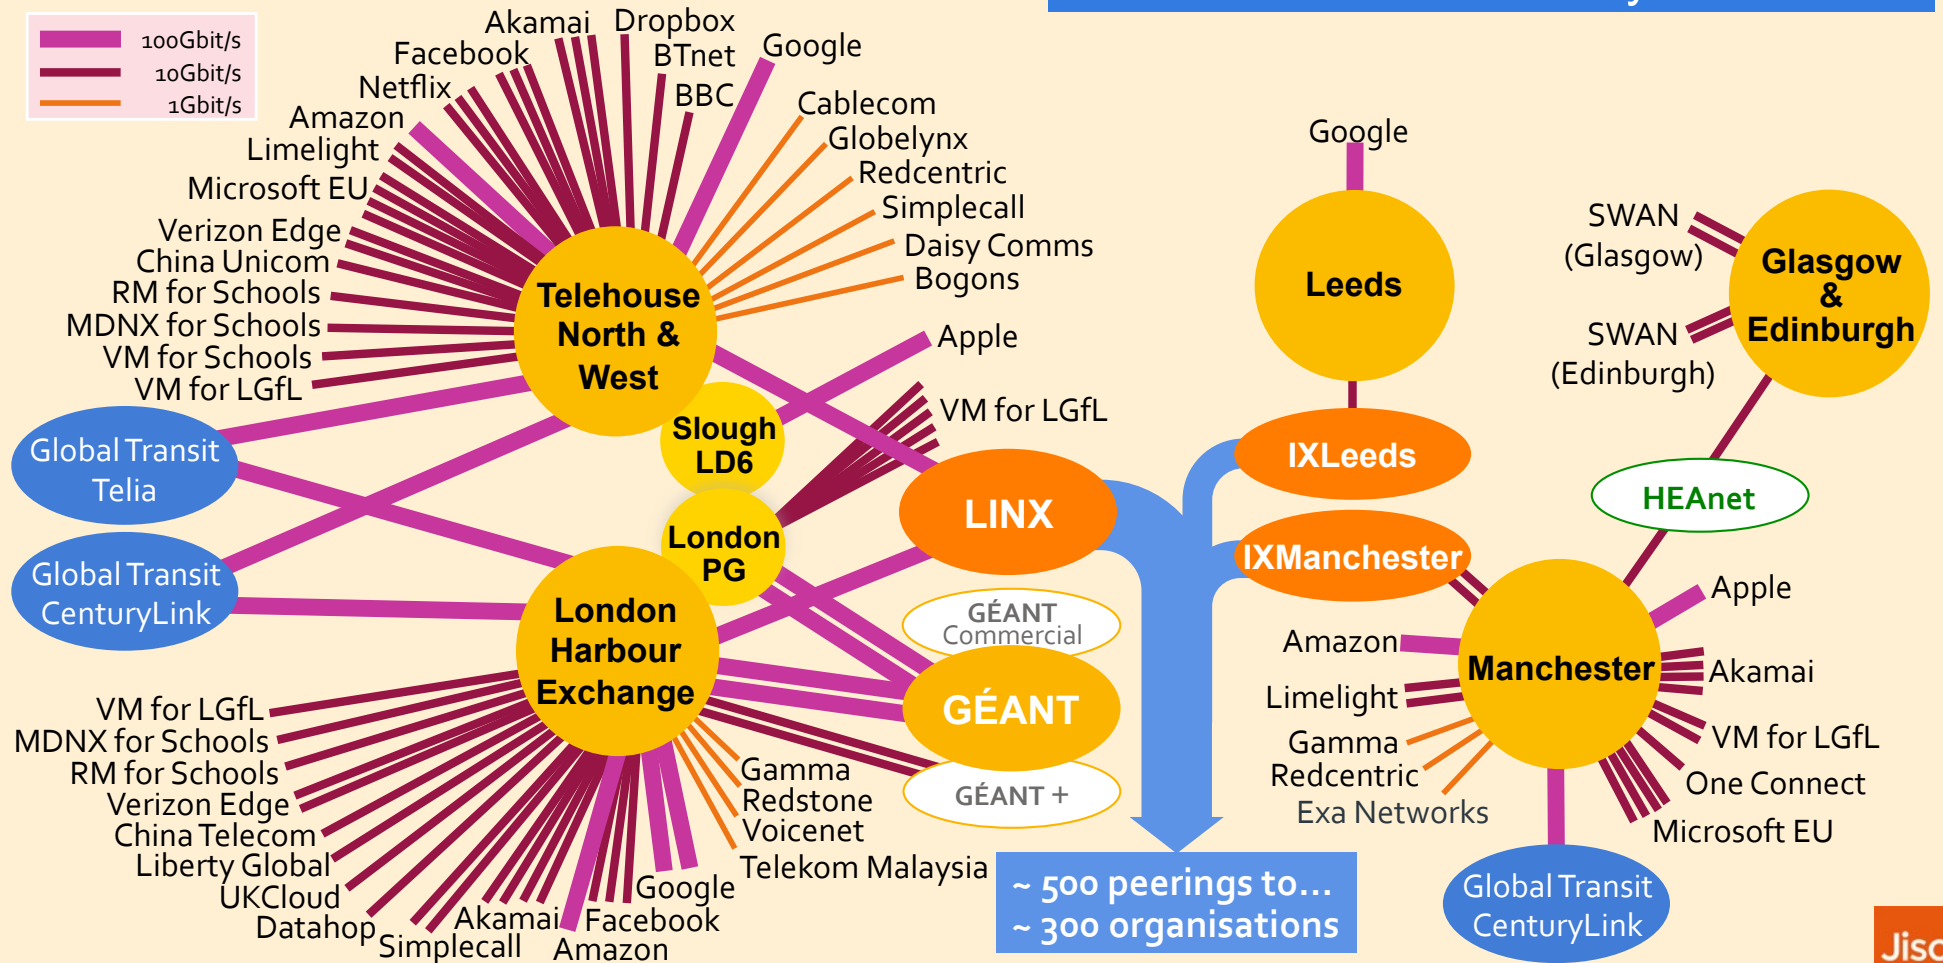 100Gbit/s
10Gbit/s
1Gbit/s
Akamai
Dropbox
Facebook
BTnet
Google
Netflix
BBC
Amazon
Cablecom
Limelight
Globelynx
Microsoft EU
Redcentric
Verizon Edge
Simplecall
China Unicom
Daisy Comms
RM for Schools
Bogons
MDNX for Schools
VM for Schools
VM for LGfL
Telehouse
North &
West
Apple
Slough
LD6
VM for LGfL
London
PG
Global Transit
Telia
Global Transit
CenturyLink
London
Harbour
Exchange
LINX
GÉANT
Commercial
GÉANT
GÉANT +
VM for LGfL
MDNX for Schools
RM for Schools
Verizon Edge
China Telecom
Liberty Global
UKCloud
Datahop
Simplecall
Akamai
Amazon
Facebook
Google
Gamma
Redstone
Voicenet
Telekom Malaysia
~ 500 peerings to...
~ 300 organisations
Google
Leeds
IXLeeds
IXManchester
SWAN
(Glasgow)
SWAN
(Edinburgh)
Glasgow
&
Edinburgh
HEAnet
Apple
Amazon
Manchester
Akamai
Limelight
Gamma
Redcentric
Exa Networks
VM for LGfL
One Connect
Microsoft EU
Global Transit
CenturyLink
Jisc